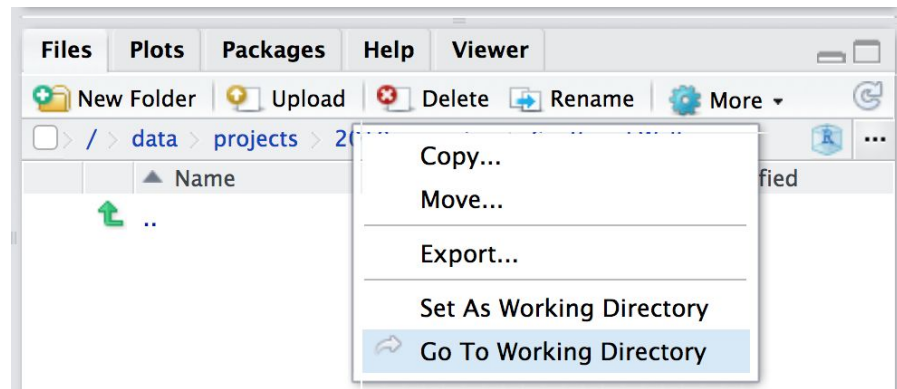 Files Plots Packages Help Viewer
New Folder Upload Delete Rename More
/ > data > projects >
Name
..
Copy...
Move...
Export...
Set As Working Directory
Go To Working Directory